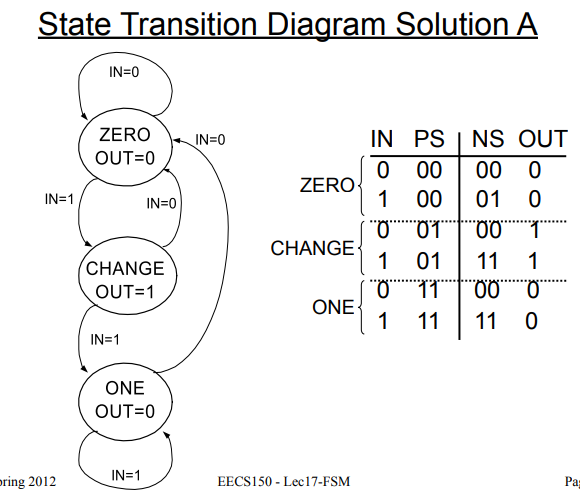 State Transition Diagram Solution A
IN=0
ZERO
OUT=0
IN=0
IN=1
IN=0
CHANGE
OUT=1
IN=1
ONE
OUT=0
IN=1
IN PS NS OUT
ZERO
0 00 00 0
1 00 01 0
CHANGE
0 01 00 1
1 01 11 1
ONE
0 11 00 0
1 11 11 0
pring 2012
EECS150 - Lec17-FSM
Pa